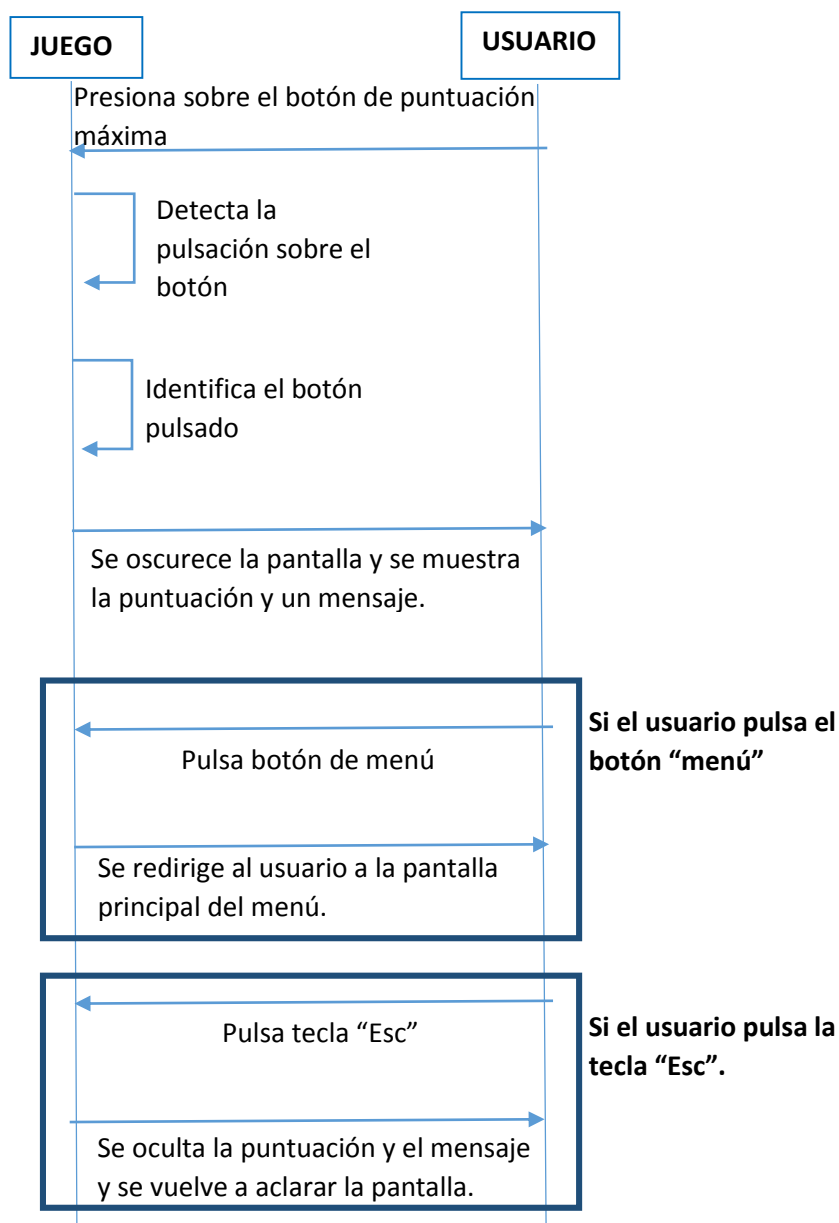 JUEGO
USUARIO
Presiona sobre el botón de puntuación
máxima
Detecta la
pulsación sobre el
botón
Identifica el botón
pulsado
Se oscurece la pantalla y se muestra
la puntuación y un mensaje.
Si el usuario pulsa el
botón “menú”
Pulsa botón de menú
Se redirige al usuario a la pantalla
principal del menú.
Si el usuario pulsa la
tecla “Esc”.
Pulsa tecla “Esc”
Se oculta la puntuación y el mensaje
y se vuelve a aclarar la pantalla.